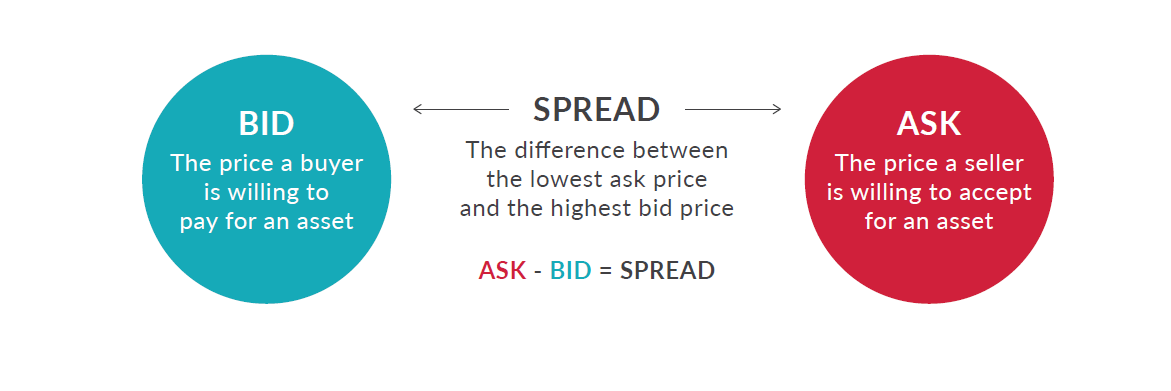 BID
The price a buyer
is willing to
pay for an asset
SPREAD
The difference between
the lowest ask price
and the highest bid price
ASK - BID = SPREAD
ASK
The price a seller
is willing to accept
for an asset